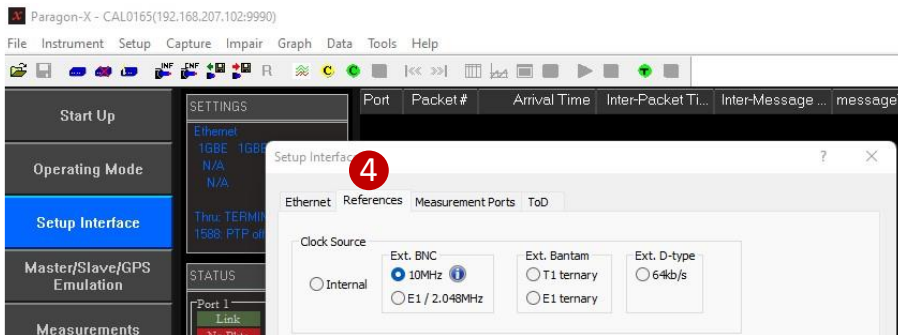 Paragon-X - CAL0165(192.168.207.102:9990)
File Instrument Setup Capture Impair Graph Data Tools Help
INF ENF R C C T
Start Up
Operating Mode
Setup Interface
Master/Slave/GPS
Emulation
Measurements
SETTINGS
Ethernet
1GBE 1GBE
N/A
N/A
Thru: TERMIN
1588: PTP off
STATUS
Port 1
Link
No Pkts
Port Packet # Arrival Time Inter-Packet Ti... Inter-Message ... message
Setup Interface
4
? ×
Ethernet References Measurement Ports ToD
Clock Source
Internal
Ext. BNC
10MHz i
E1 / 2.048MHz
Ext. Bantam
T1 ternary
E1 ternary
Ext. D-type
64kb/s